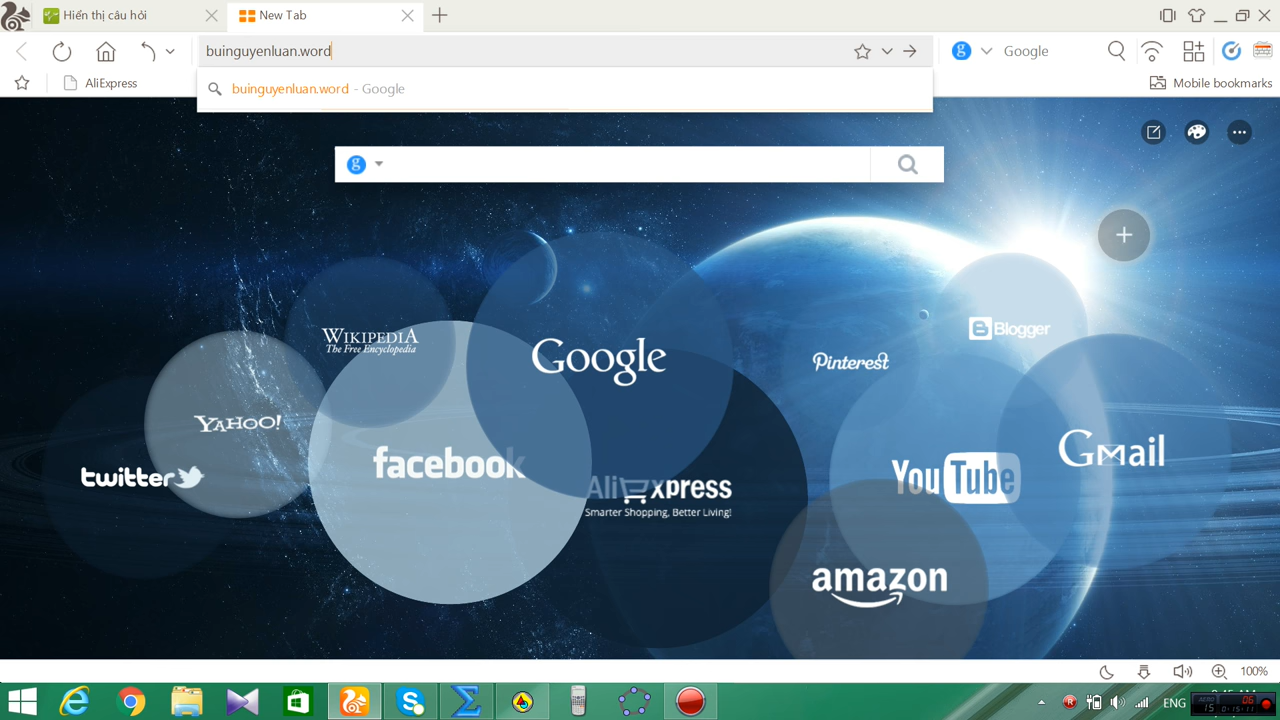 Hiển thị câu hỏi
New Tab
buinguyenluan.word
Google
AliExpress
Mobile bookmarks
buinguyenluan.word - Google
WIKIPEDIA
The Free Encyclopedia
Google
Blogger
Pinterest
YAHOO!
twitter
facebook
AliExpress
Smarter Shopping, Better Living!
YouTube
Gmail
amazon
100%
ENG